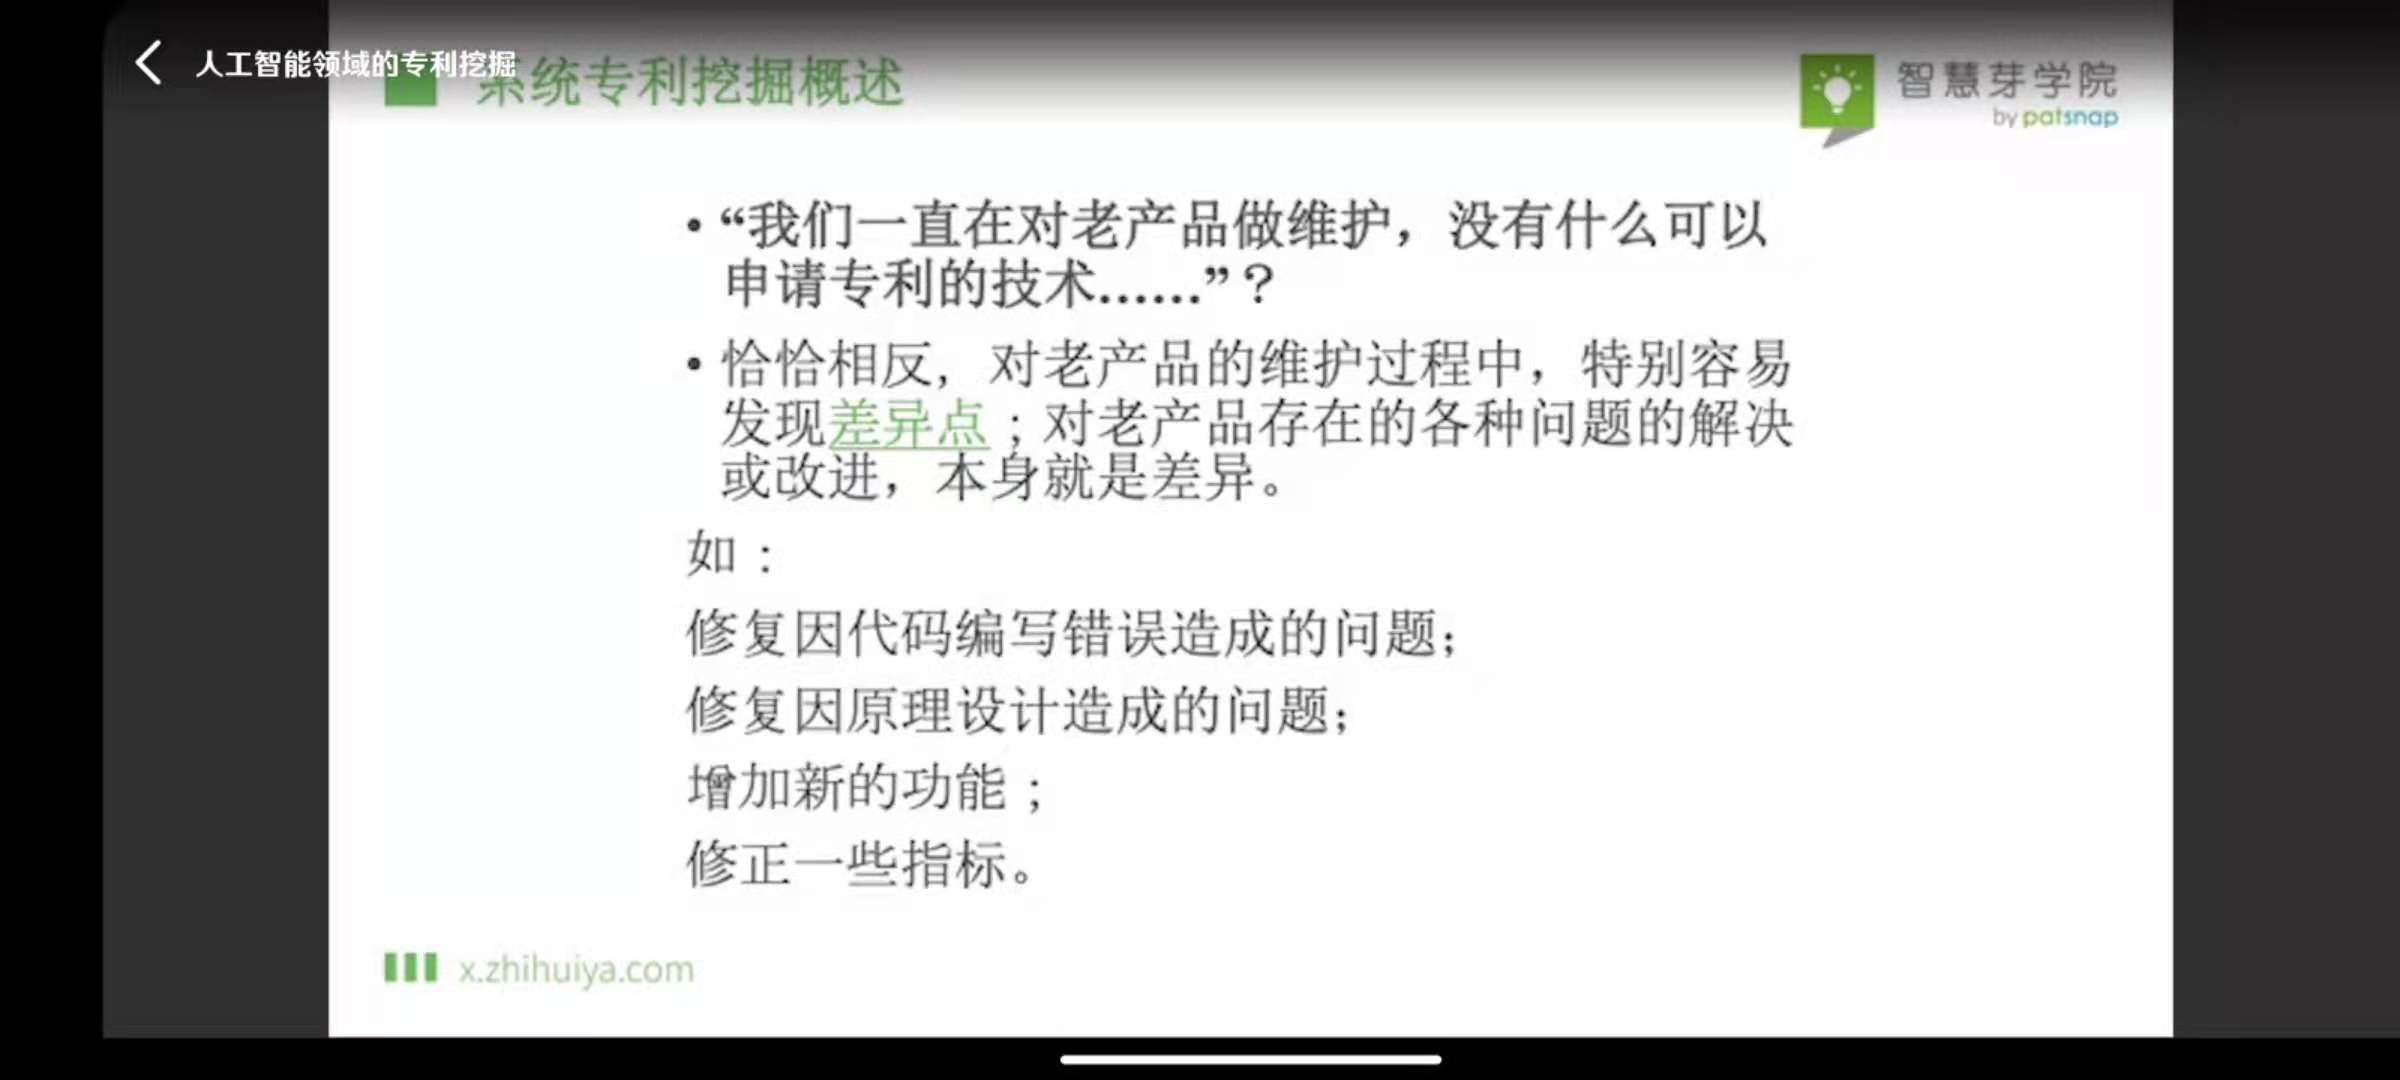 人工智能领域的专利挖掘
系统专利挖掘概述
智慧芽学院
by patsnap
• “我们一直在对老产品做维护，没有什么可以
申请专利的技术……”？
• 恰恰相反，对老产品的维护过程中，特别容易
发现差异点；对老产品存在的各种问题的解决
或改进，本身就是差异。
如：
修复因代码编写错误造成的问题；
修复因原理设计造成的问题；
增加新的功能；
修正一些指标。
x.zhihuiya.com